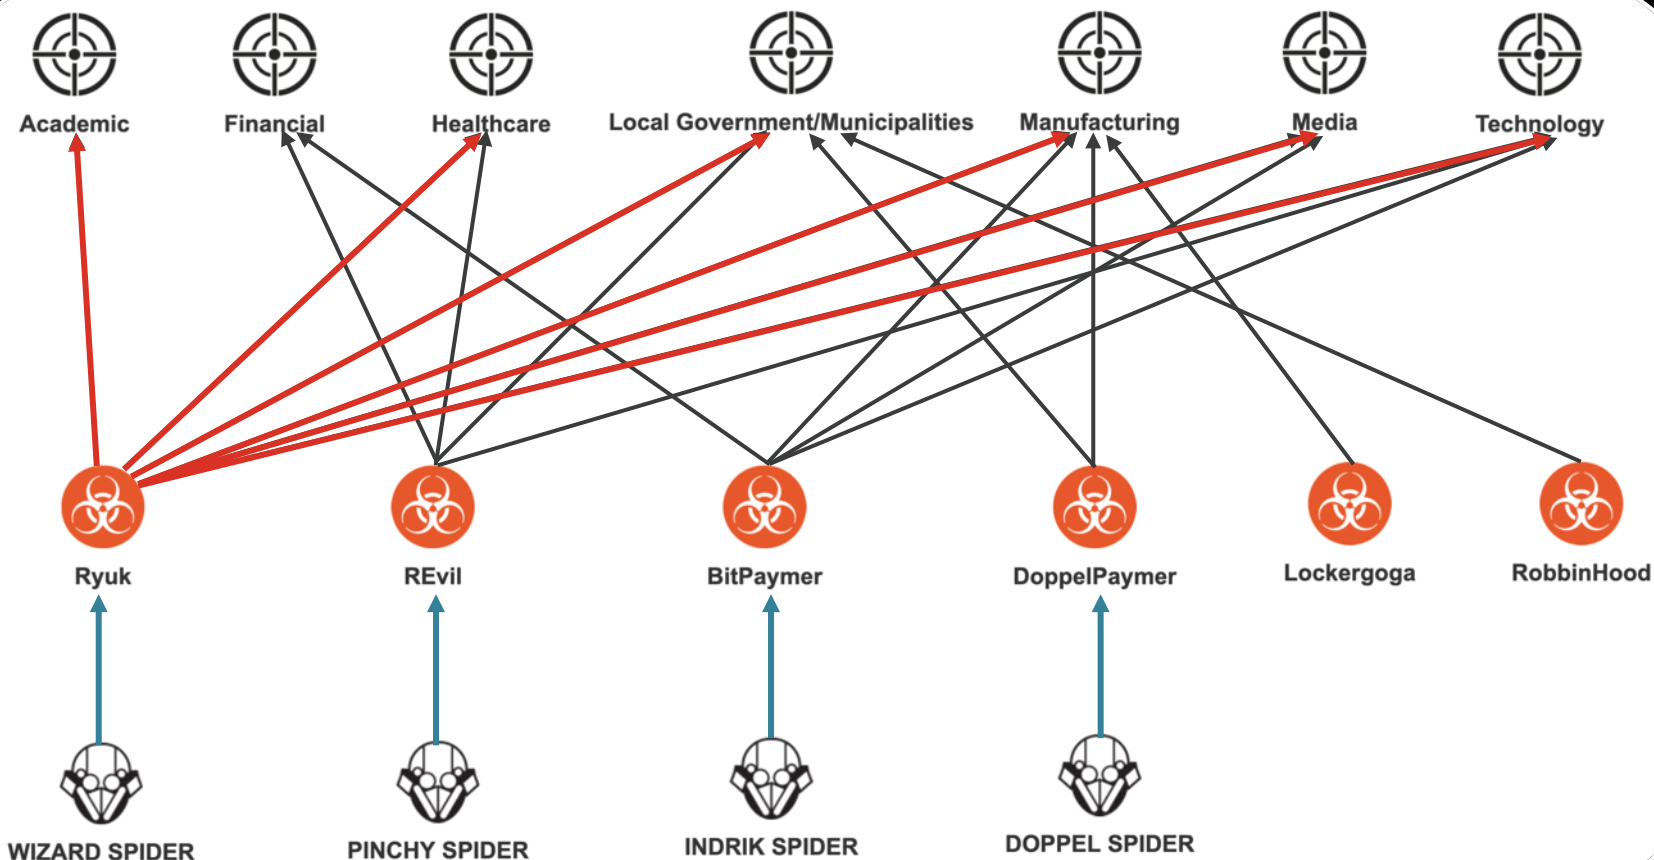 Academic
Financial
Healthcare
Local Government/Municipalities
Manufacturing
Media
Technology
Ryuk
REvil
BitPaymer
DoppelPaymer
Lockergoga
RobbinHood
WIZARD SPIDER
PINCHY SPIDER
INDRIK SPIDER
DOPPEL SPIDER